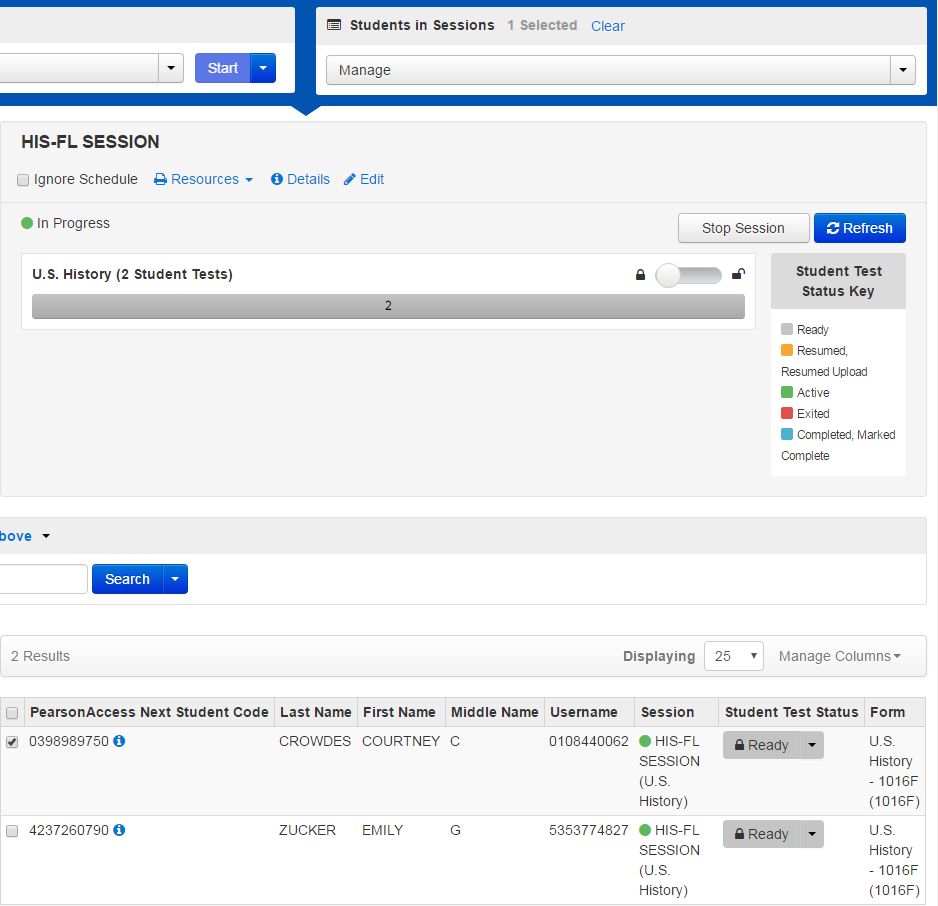 Students in Sessions 1 Selected Clear
Start
Manage
HIS-FL SESSION
Ignore Schedule Resources Details Edit
In Progress
Stop Session Refresh
U.S. History (2 Student Tests)
2
Student Test
Status Key
Ready
Resumed,
Resumed Upload
Active
Exited
Completed, Marked
Complete
bove
Search
2 Results
Displaying 25 Manage Columns
PearsonAccess Next Student Code Last Name First Name Middle Name Username Session Student Test Status Form
0398989750 CROWDES COURTNEY C 0108440062 HIS-FL Ready U.S.
SESSION History
(U.S. - 1016F
History) (1016F)
4237260790 ZUCKER EMILY G 5353774827 HIS-FL Ready U.S.
SESSION History
(U.S. - 1016F
History) (1016F)